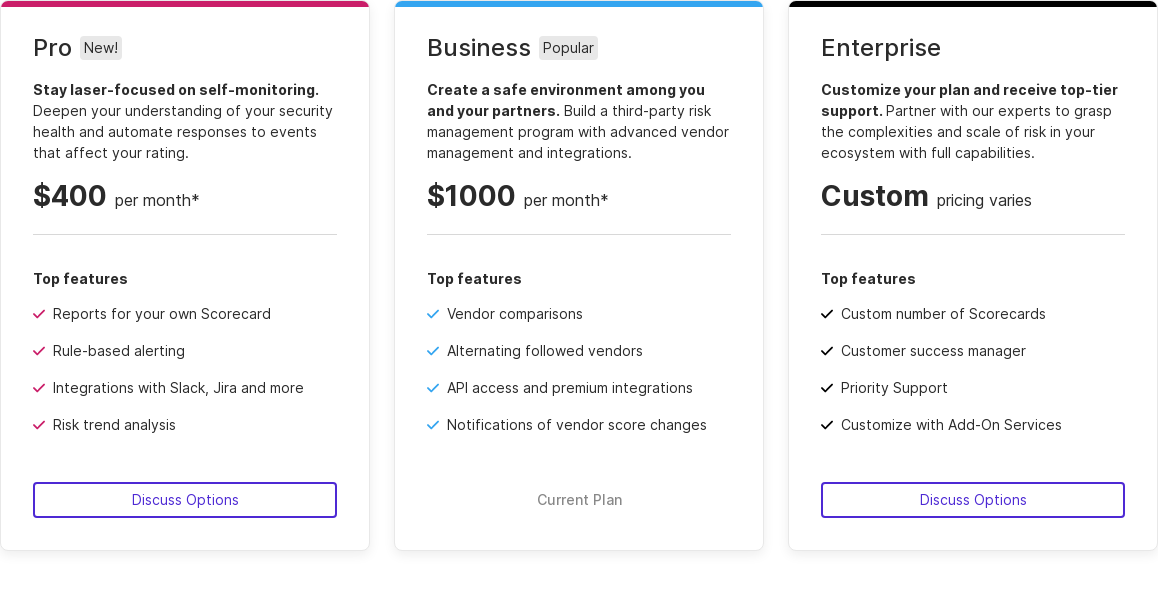 Pro New!
Stay laser-focused on self-monitoring.
Deepen your understanding of your security
health and automate responses to events
that affect your rating.
$400 per month*
Top features
Reports for your own Scorecard
Rule-based alerting
Integrations with Slack, Jira and more
Risk trend analysis
Discuss Options
Business Popular
Create a safe environment among you
and your partners. Build a third-party risk
management program with advanced vendor
management and integrations.
$1000 per month*
Top features
Vendor comparisons
Alternating followed vendors
API access and premium integrations
Notifications of vendor score changes
Current Plan
Enterprise
Customize your plan and receive top-tier
support. Partner with our experts to grasp
the complexities and scale of risk in your
ecosystem with full capabilities.
Custom pricing varies
Top features
Custom number of Scorecards
Customer success manager
Priority Support
Customize with Add-On Services
Discuss Options